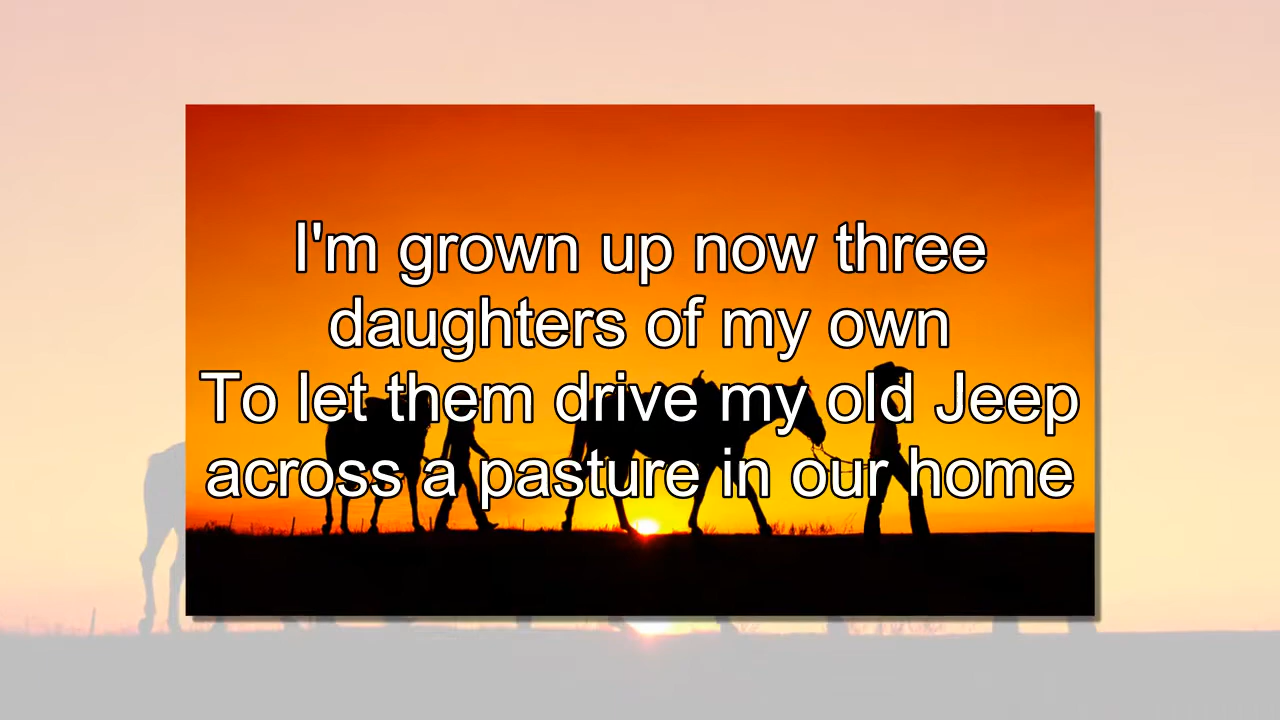 I'm grown up now three
daughters of my own
To let them drive my old Jeep
across a pasture in our home